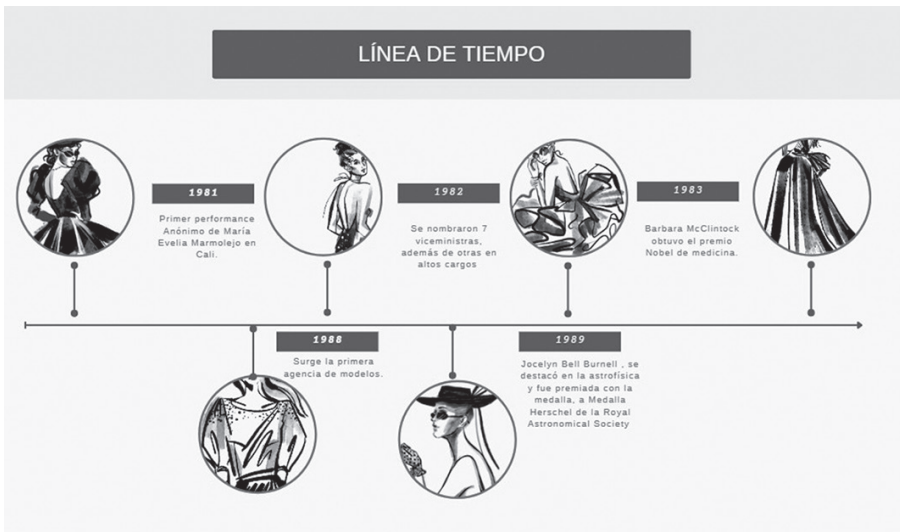 LÍNEA DE TIEMPO
1981
Primer performance
Anónimo de María
Evelia Marmolejo en
Cali.
1982
Se nombraron 7
viceministras,
además de otras en
altos cargos
1983
Barbara McClintock
obtuvo el premio
Nobel de medicina.
1988
Surge la primera
agencia de modelos.
1989
Jocelyn Bell Burnell , se
destacó en la astrofísica
y fue premiada con la
medalla, a Medalla
Herschel de la Royal
Astronomical Society